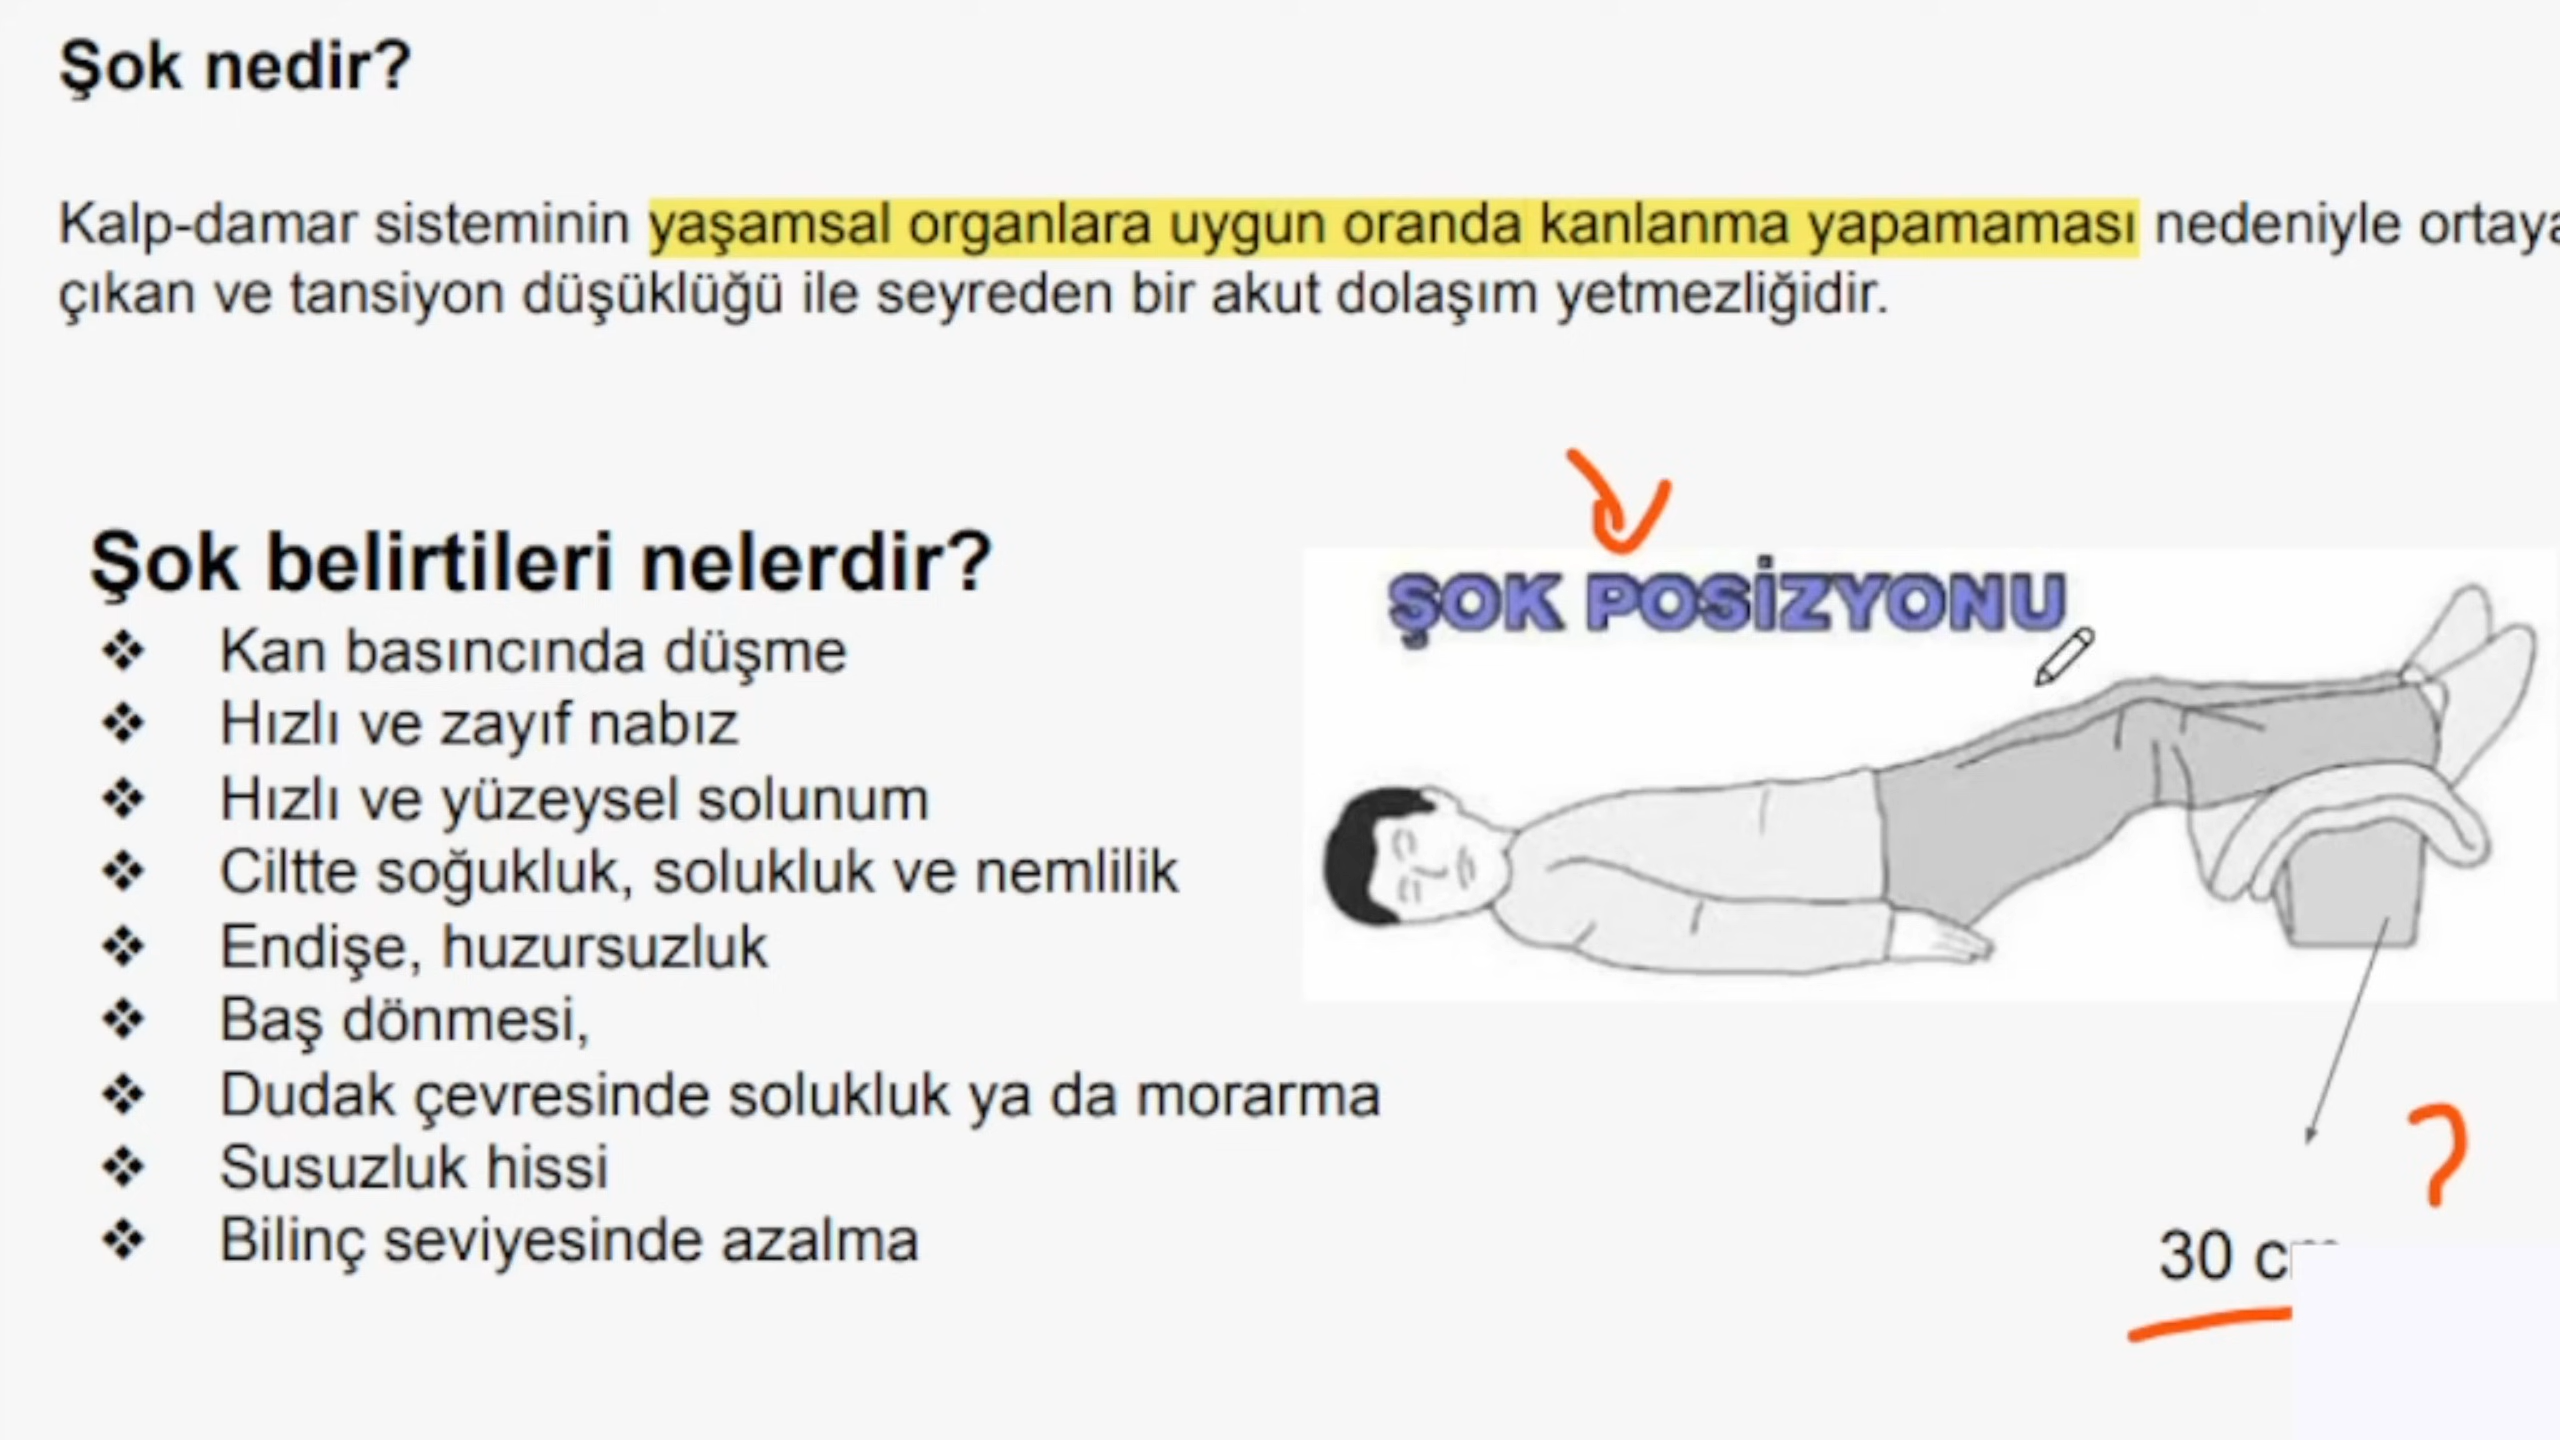 Şok nedir?
Kalp-damar sisteminin yaşamsal organlara uygun oranda kanlanma yapamaması nedeniyle ortaya
çıkan ve tansiyon düşüklüğü ile seyreden bir akut dolaşım yetmezliğidir.
Şok belirtileri nelerdir?
❖ Kan basıncında düşme
❖ Hızlı ve zayıf nabız
❖ Hızlı ve yüzeysel solunum
❖ Ciltte soğukluk, solukluk ve nemlilik
❖ Endişe, huzursuzluk
❖ Baş dönmesi,
❖ Dudak çevresinde solukluk ya da morarma
❖ Susuzluk hissi
❖ Bilinç seviyesinde azalma
ŞOK POSİZYONU
?
30